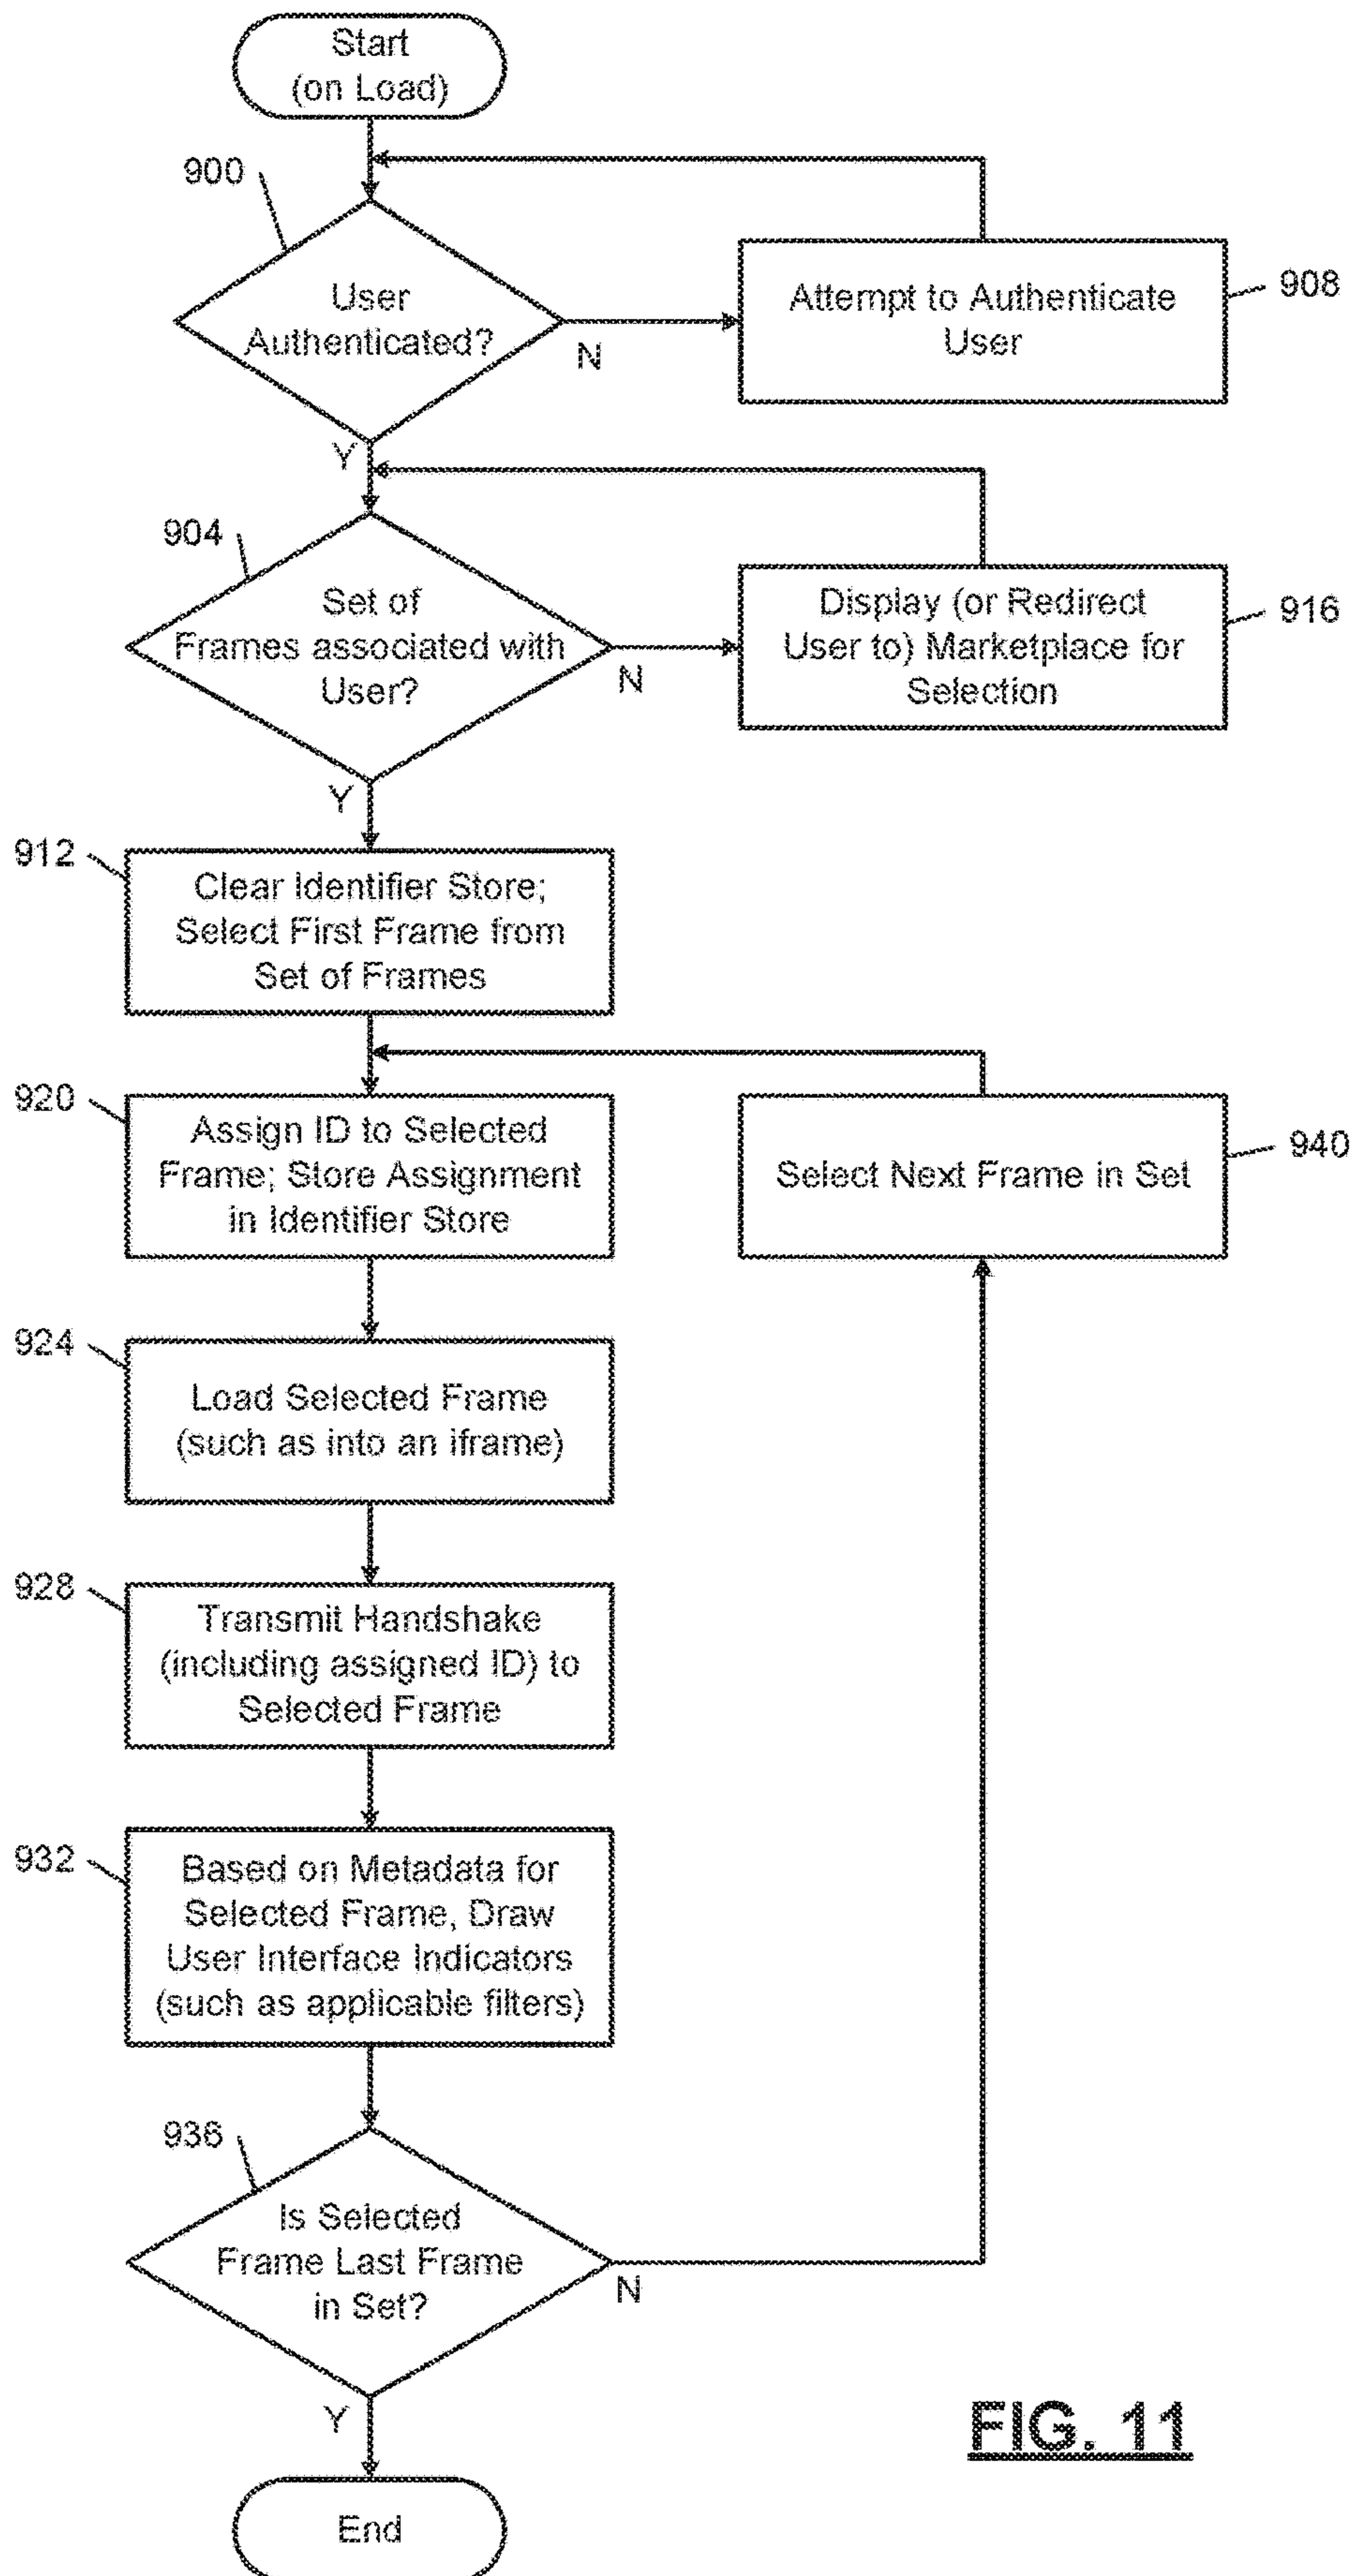 Start
(on Load)
900
User
Authenticated?
N
Attempt to Authenticate
User
908
Y
904
Set of
Frames associated with
User?
N
Display (or Redirect
User to) Marketplace for
Selection
916
Y
912
Clear Identifier Store;
Select First Frame from
Set of Frames
920
Assign ID to Selected
Frame; Store Assignment
in Identifier Store
Select Next Frame in Set
940
924
Load Selected Frame
(such as into an iframe)
928
Transmit Handshake
(including assigned ID) to
Selected Frame
932
Based on Metadata for
Selected Frame, Draw
User Interface Indicators
(such as applicable filters)
936
Is Selected
Frame Last Frame
in Set?
N
Y
End
FIG. 11